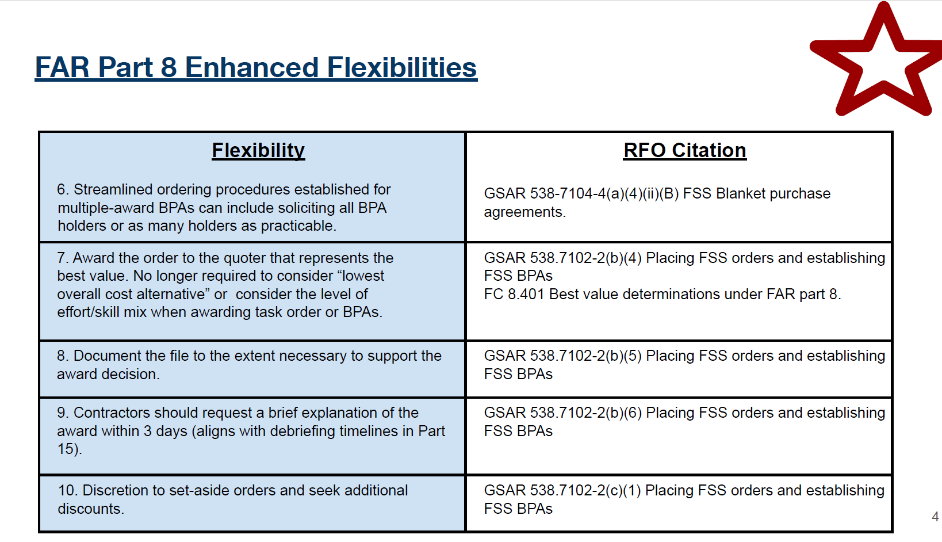 FAR Part 8 Enhanced Flexibilities
Flexibility
RFO Citation
6. Streamlined ordering procedures established for
multiple-award BPAs can include soliciting all BPA
holders or as many holders as practicable.
GSAR 538-7104-4(a)(4)(ii)(B) FSS Blanket purchase
agreements.
7. Award the order to the quoter that represents the
best value. No longer required to consider “lowest
overall cost alternative” or  consider the level of
effort/skill mix when awarding task order or BPAs.
GSAR 538.7102-2(b)(4) Placing FSS orders and establishing
FSS BPAs
FC 8.401 Best value determinations under FAR part 8.
8. Document the file to the extent necessary to support the
award decision.
GSAR 538.7102-2(b)(5) Placing FSS orders and establishing
FSS BPAs
9. Contractors should request a brief explanation of the
award within 3 days (aligns with debriefing timelines in Part
15).
GSAR 538.7102-2(b)(6) Placing FSS orders and establishing
FSS BPAs
10. Discretion to set-aside orders and seek additional
discounts.
GSAR 538.7102-2(c)(1) Placing FSS orders and establishing
FSS BPAs
4